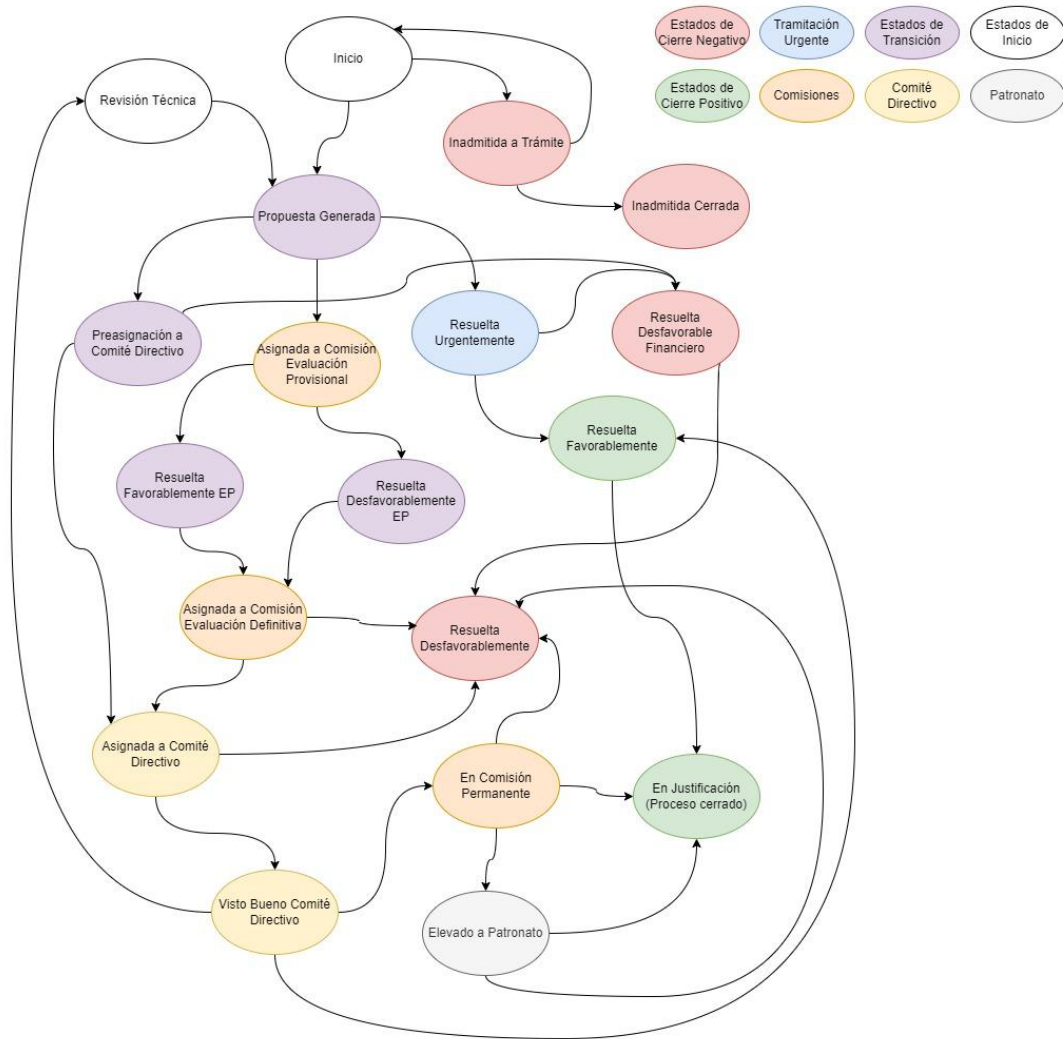 Estados de
Cierre Negativo
Tramitación
Urgente
Estados de
Transición
Estados de
Inicio
Estados de
Cierre Positivo
Comisiones
Comité
Directivo
Patronato
Inicio
Revisión Técnica
Inadmitida a Trámite
Inadmitida Cerrada
Propuesta Generada
Preasignación a
Comité Directivo
Asignada a Comisión
Evaluación
Provisional
Resuelta
Urgentemente
Resuelta
Desfavorable
Financiero
Resuelta
Favorablemente
Resuelta
Favorablemente EP
Resuelta
Desfavorablemente
EP
Asignada a Comisión
Evaluación Definitiva
Resuelta
Desfavorablemente
Asignada a Comité
Directivo
En Comisión
Permanente
En Justificación
(Proceso cerrado)
Visto Bueno Comité
Directivo
Elevado a Patronato